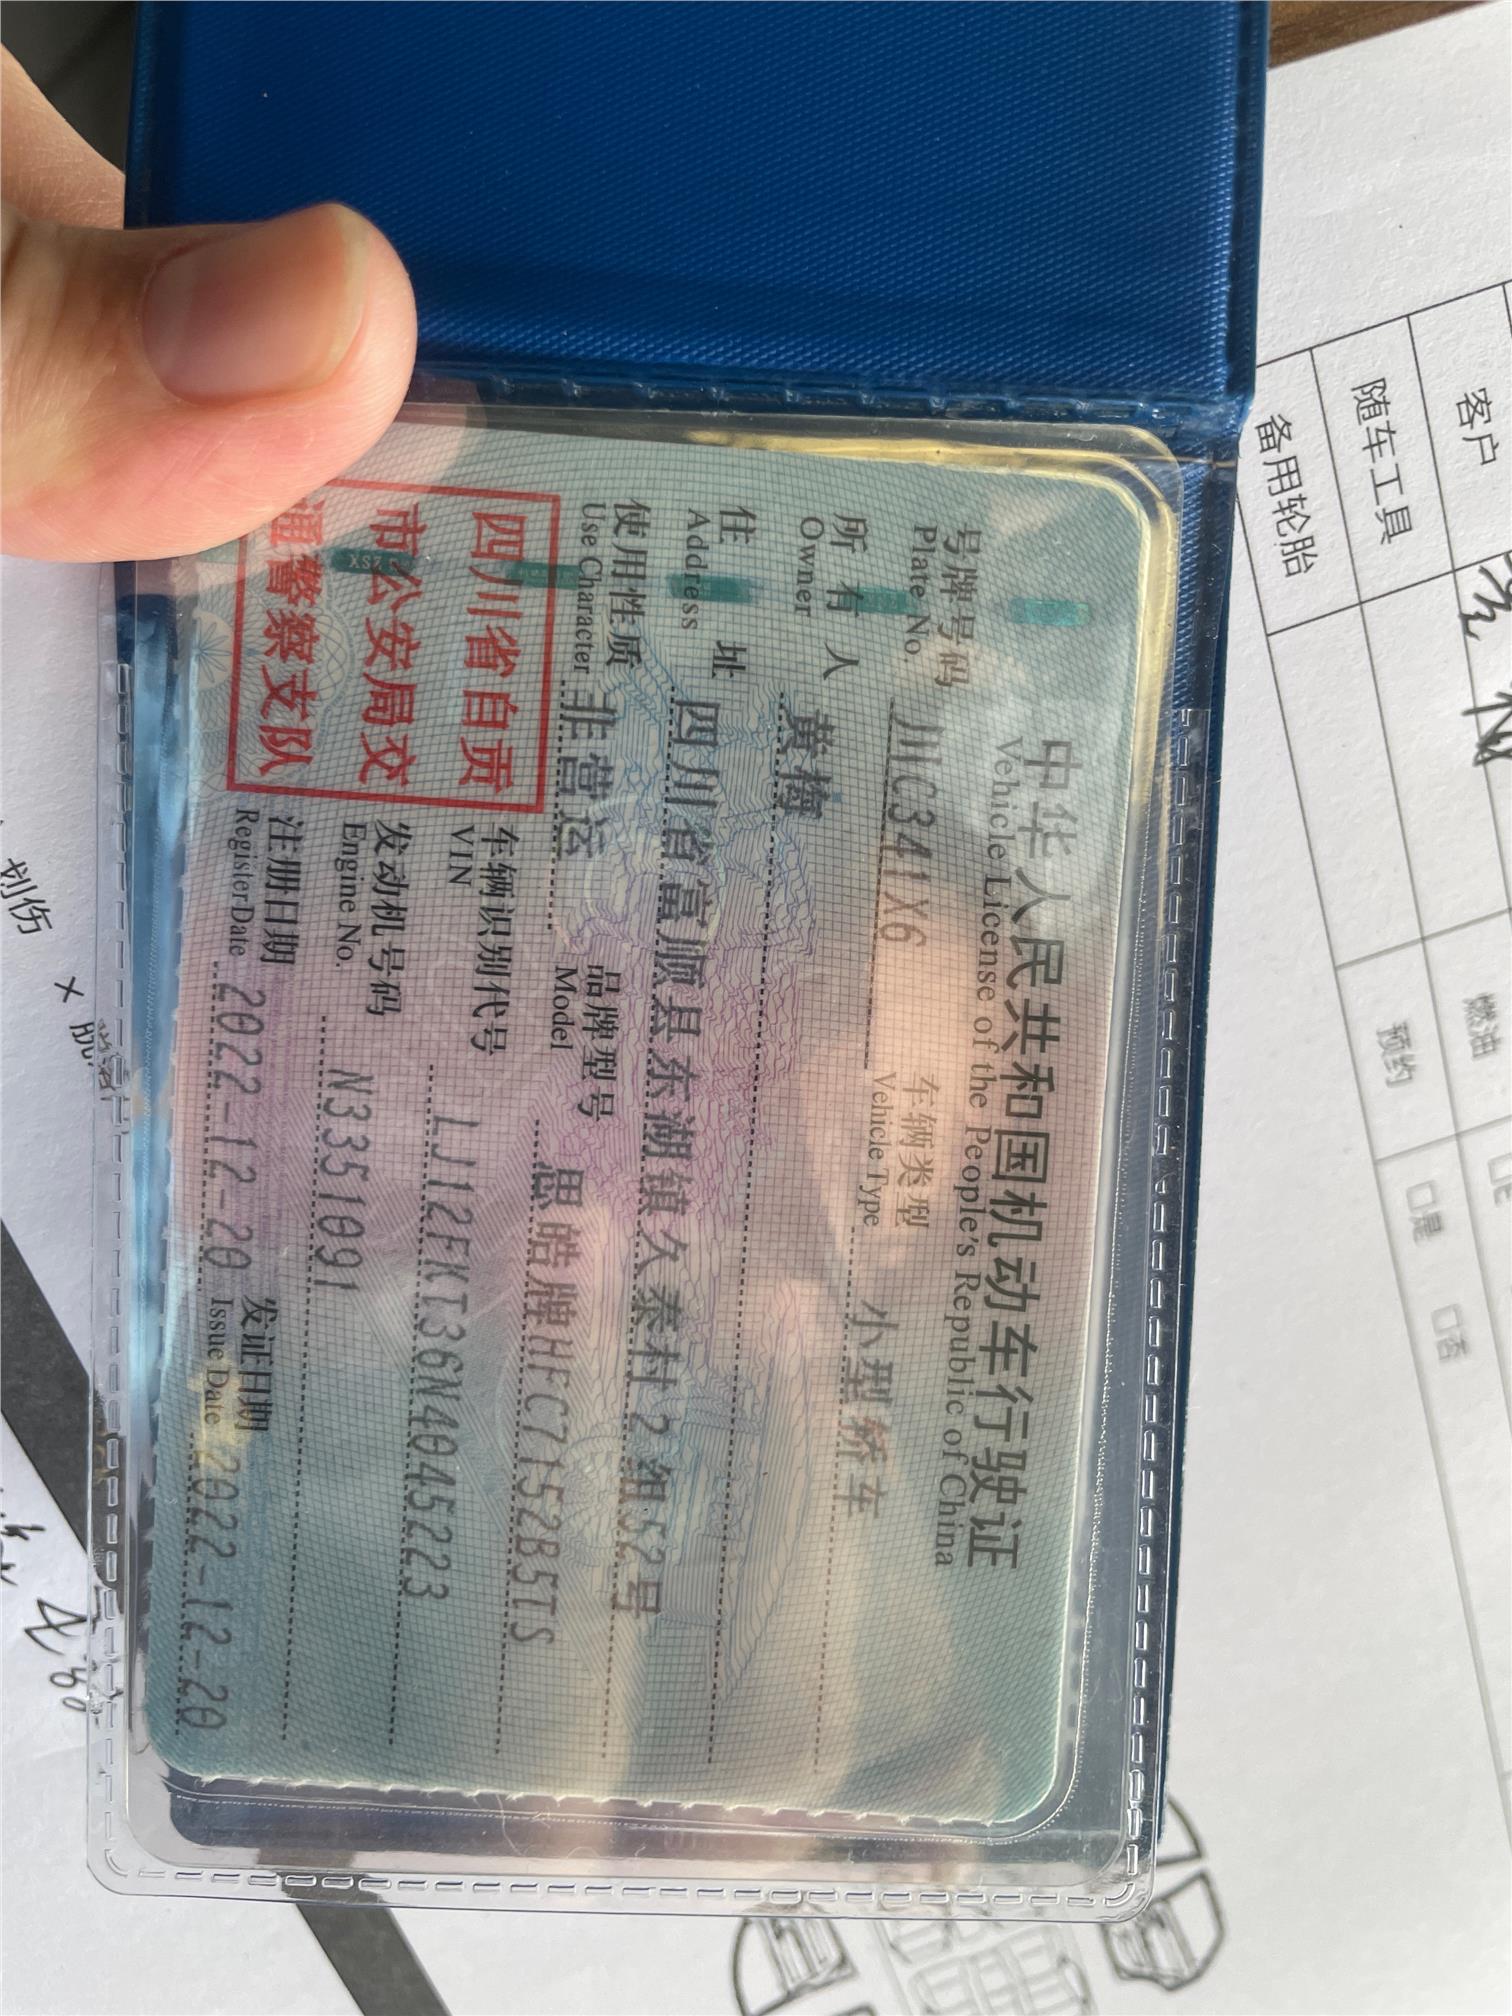 中华人民共和国机动车行驶证
Vehicle License of the People's Republic of China
号牌号码 川C341X6 车辆类型 小型轿车
Plate No. Vehicle Type
所有人 黄梅
Owner
住址 四川省富顺县东湖镇久泰村2组52号
Address
使用性质 非营运 品牌型号 思皓牌HFC7152B5TS
Use Character Model
四川省自贡
市公安局交
通警察支队
车辆识别代号 LJ12FKT36N4045223
VIN
发动机号码 N3351091
Engine No.
注册日期 2022-12-20 发证日期 2022-12-20
Register Date Issue Date
客户
随车工具
备用轮胎
燃油
预约 □是 □否
划伤